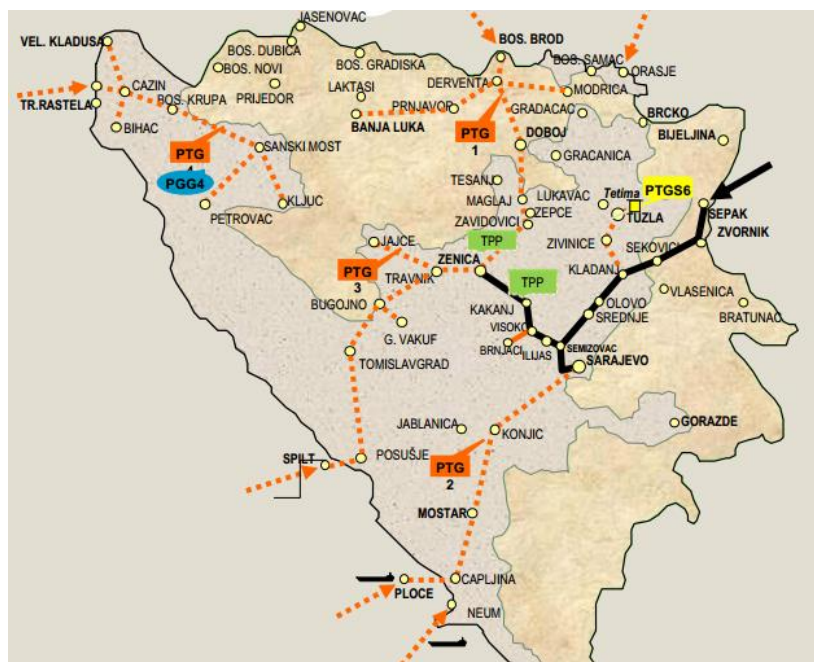 JASENOVAC
VEL. KLADUSA
BOS. DUBICA
BOS. BROD
BOS. GRADISKA
BOS. SAMAC
BOS. NOVI
ORASJE
DERVENTA
CAZIN
LAKTASI
MODRICA
PRIJEDOR
TR.RASTELA
BOS. KRUPA
PRNJAVOR
GRADACAC
BANJA LUKA
BRCKO
BIHAC
PTG
1
DOBOJ
BIJELJINA
SANSKI MOST
PTG
GRACANICA
PGG4
TESANJ
Tetima
PTGS6
MAGLAJ
LUKAVAC
PETROVAC
KLJUC
ZEPCE
TUZLA
SEPAK
ZAVIDOVICI
ZVORNIK
JAJCE
TPP
ZIVINICE
SEKOVICI
ZENICA
PTG
3
TRAVNIK
TPP
KLADANJ
VLASENICA
BUGOJNO
KAKANJ
OLOVO
BRATUNAC
SREDNJE
G. VAKUF
VISOKO
BRNJACI
ILIJAS
SEMIZOVAC
SARAJEVO
TOMISLAVGRAD
JABLANICA
KONJIC
GORAZDE
POSUŠJE
SPILT
PTG
2
MOSTAR
CAPLJINA
PLOCE
NEUM